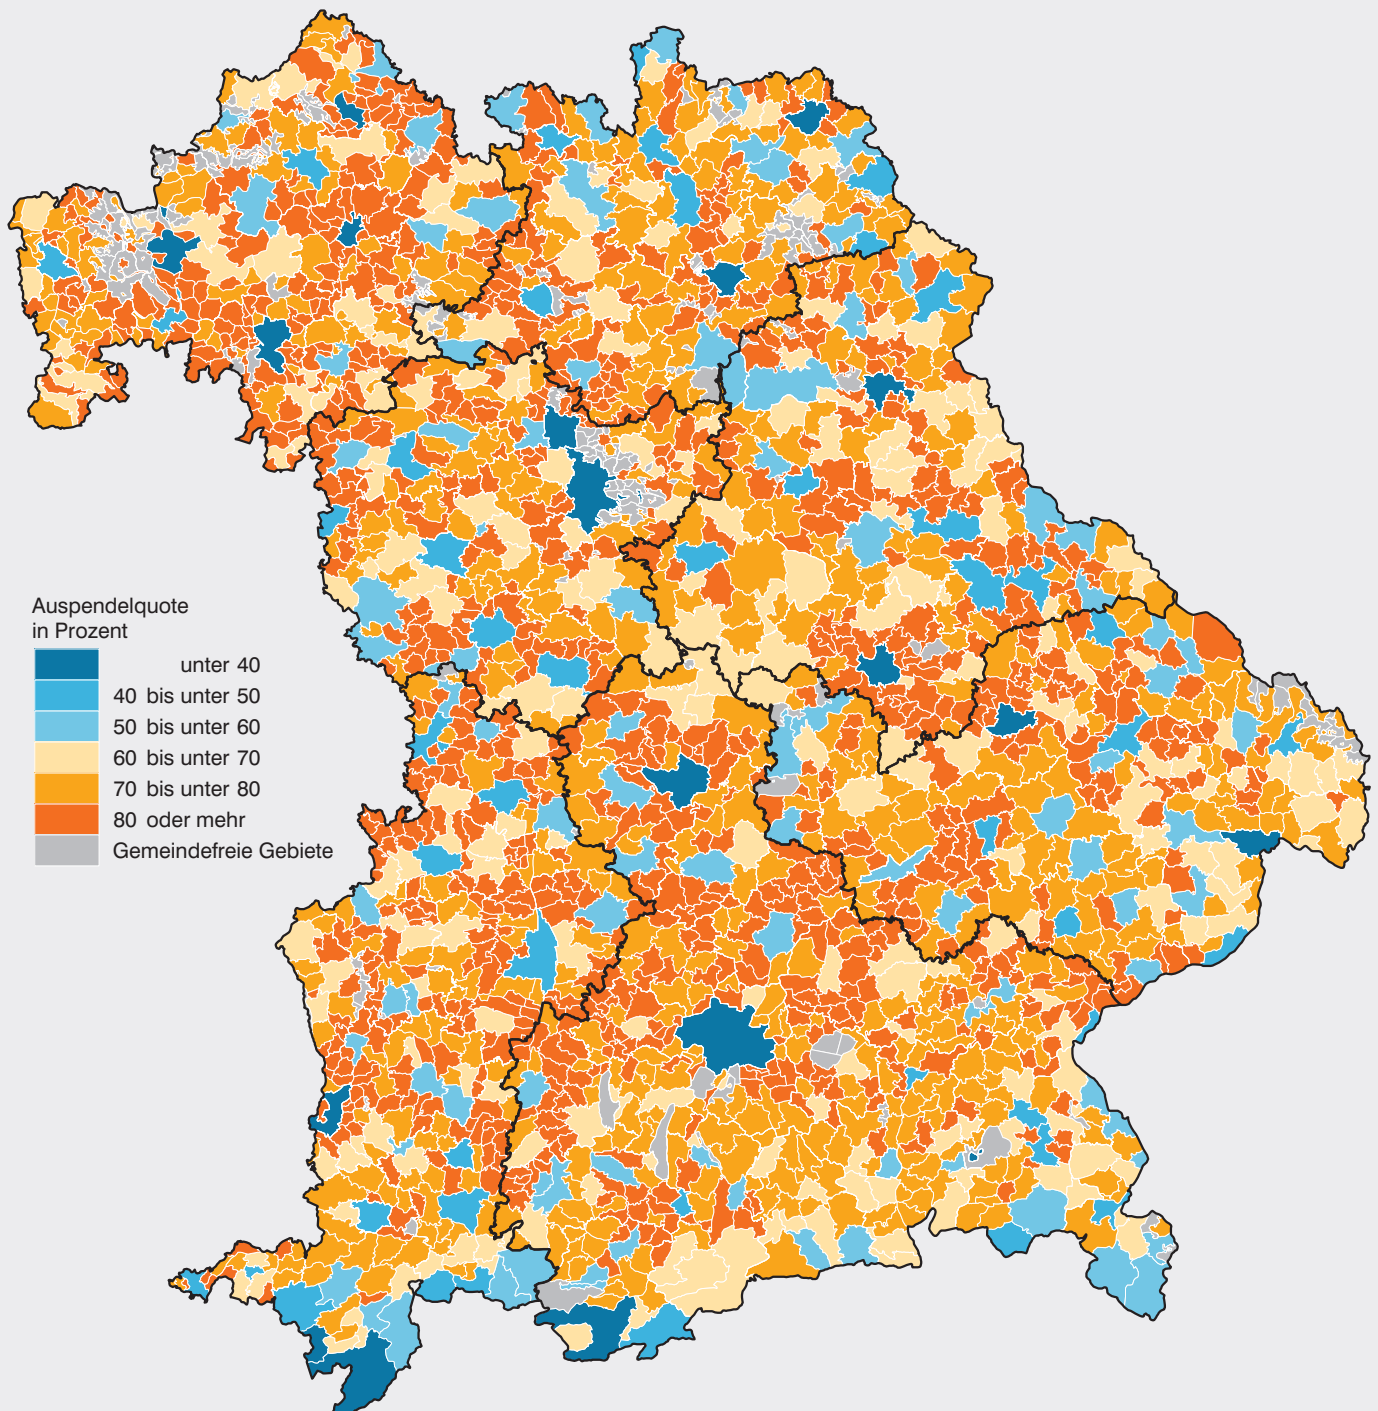 Auspendelquote
in Prozent
unter 40
40 bis unter 50
50 bis unter 60
60 bis unter 70
70 bis unter 80
80 oder mehr
Gemeindefreie Gebiete